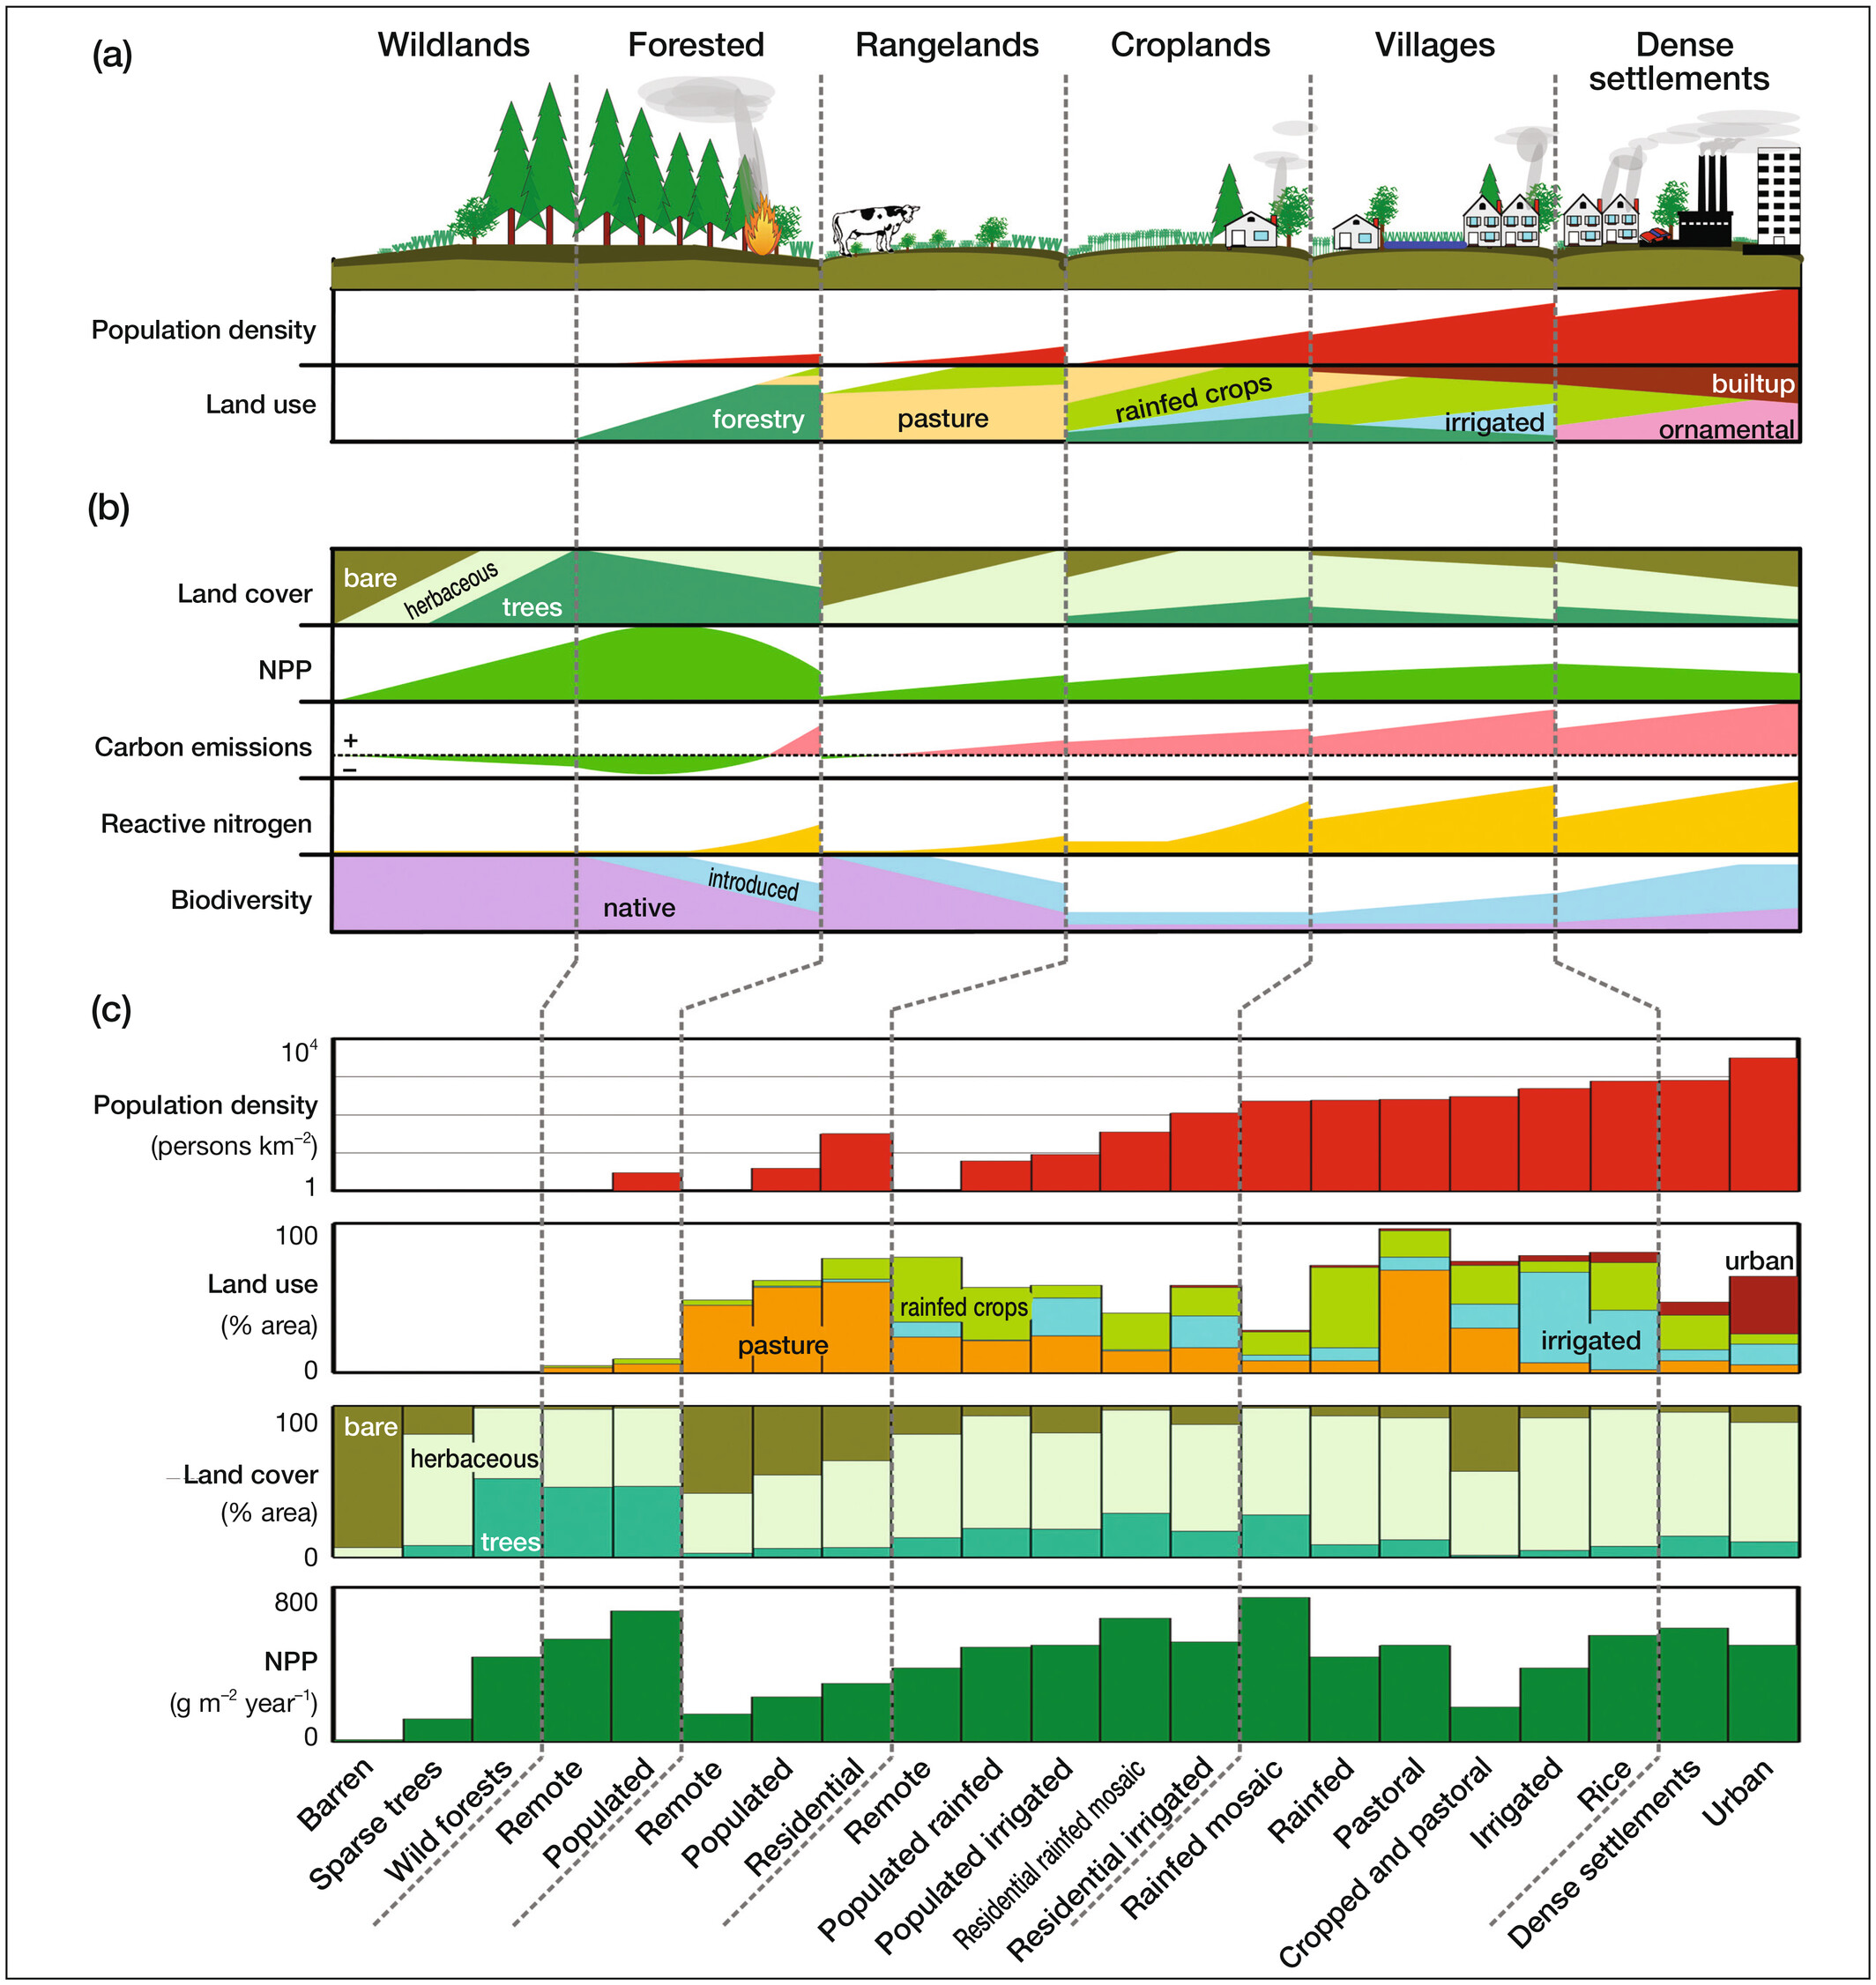 (a)
Wildlands
Forested
Rangelands
Croplands
Villages
Dense
settlements
Population density
Land use
forestry
pasture
rainfed crops
irrigated
builtup
ornamental
(b)
Land cover
bare
herbaceous
trees
NPP
Carbon emissions
+
–
Reactive nitrogen
Biodiversity
native
introduced
(c)
10⁴
Population density
(persons km⁻²)
1
100
Land use
(% area)
0
pasture
rainfed crops
irrigated
urban
100
Land cover
(% area)
0
bare
herbaceous
trees
800
NPP
(g m⁻² year⁻¹)
0
Barren
Sparse trees
Wild forests
Remote
Populated
Remote
Populated
Residential
Remote
Populated rainfed
Populated irrigated
Residential rainfed mosaic
Residential irrigated
Rainfed mosaic
Rainfed
Pastoral
Cropped and pastoral
Irrigated
Rice
Dense settlements
Urban